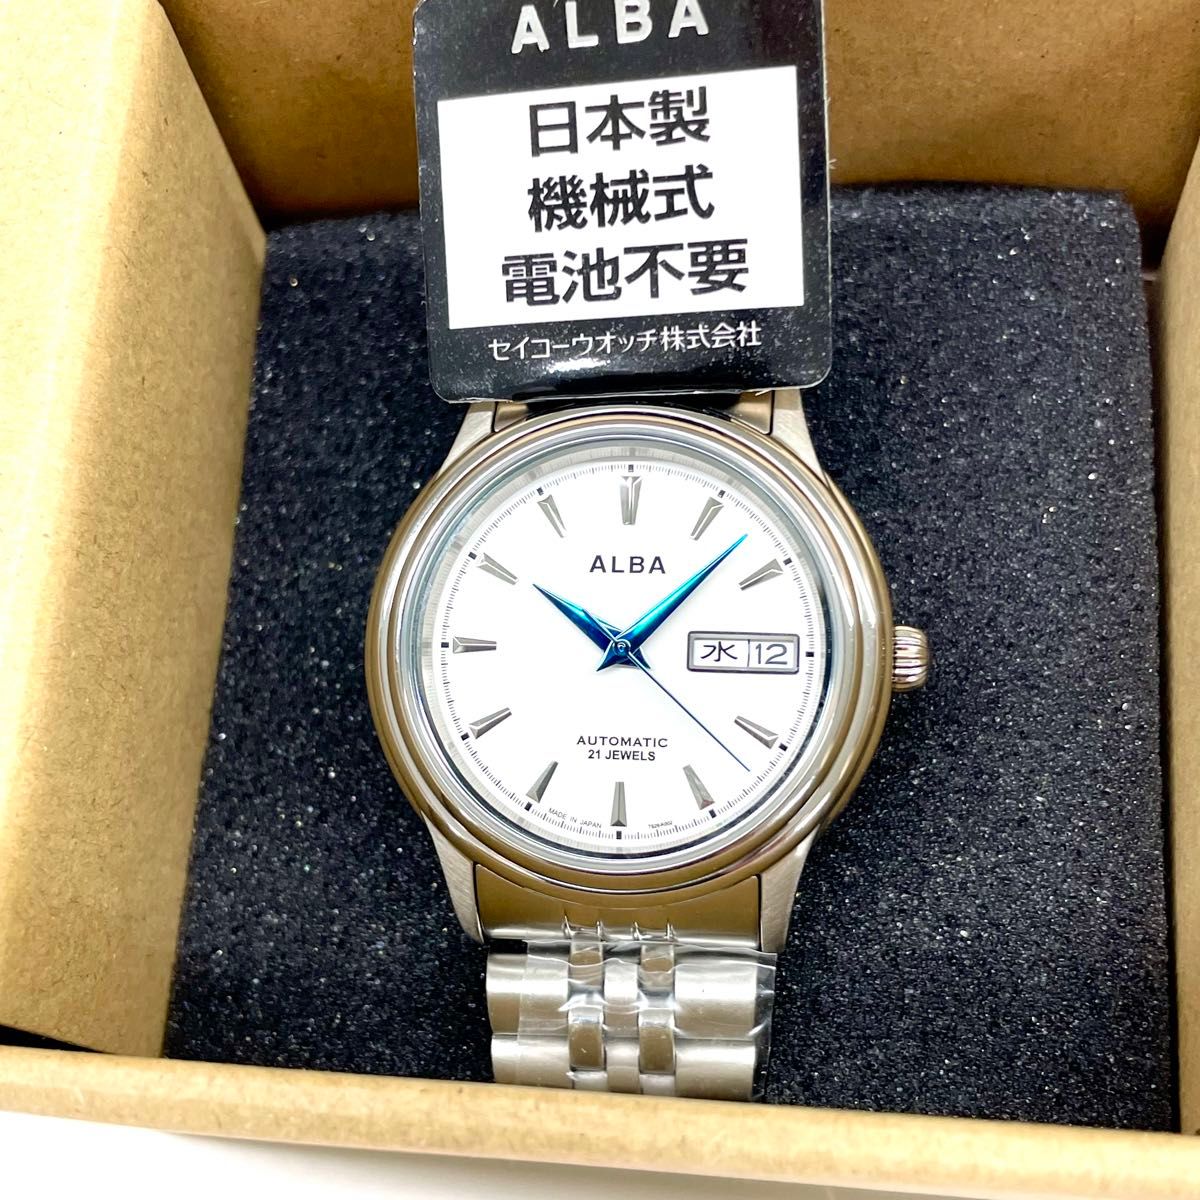 ALBA
日本製
機械式
電池不要
セイコーウオッチ株式会社
ALBA
水 12
AUTOMATIC
21 JEWELS
MADE IN JAPAN